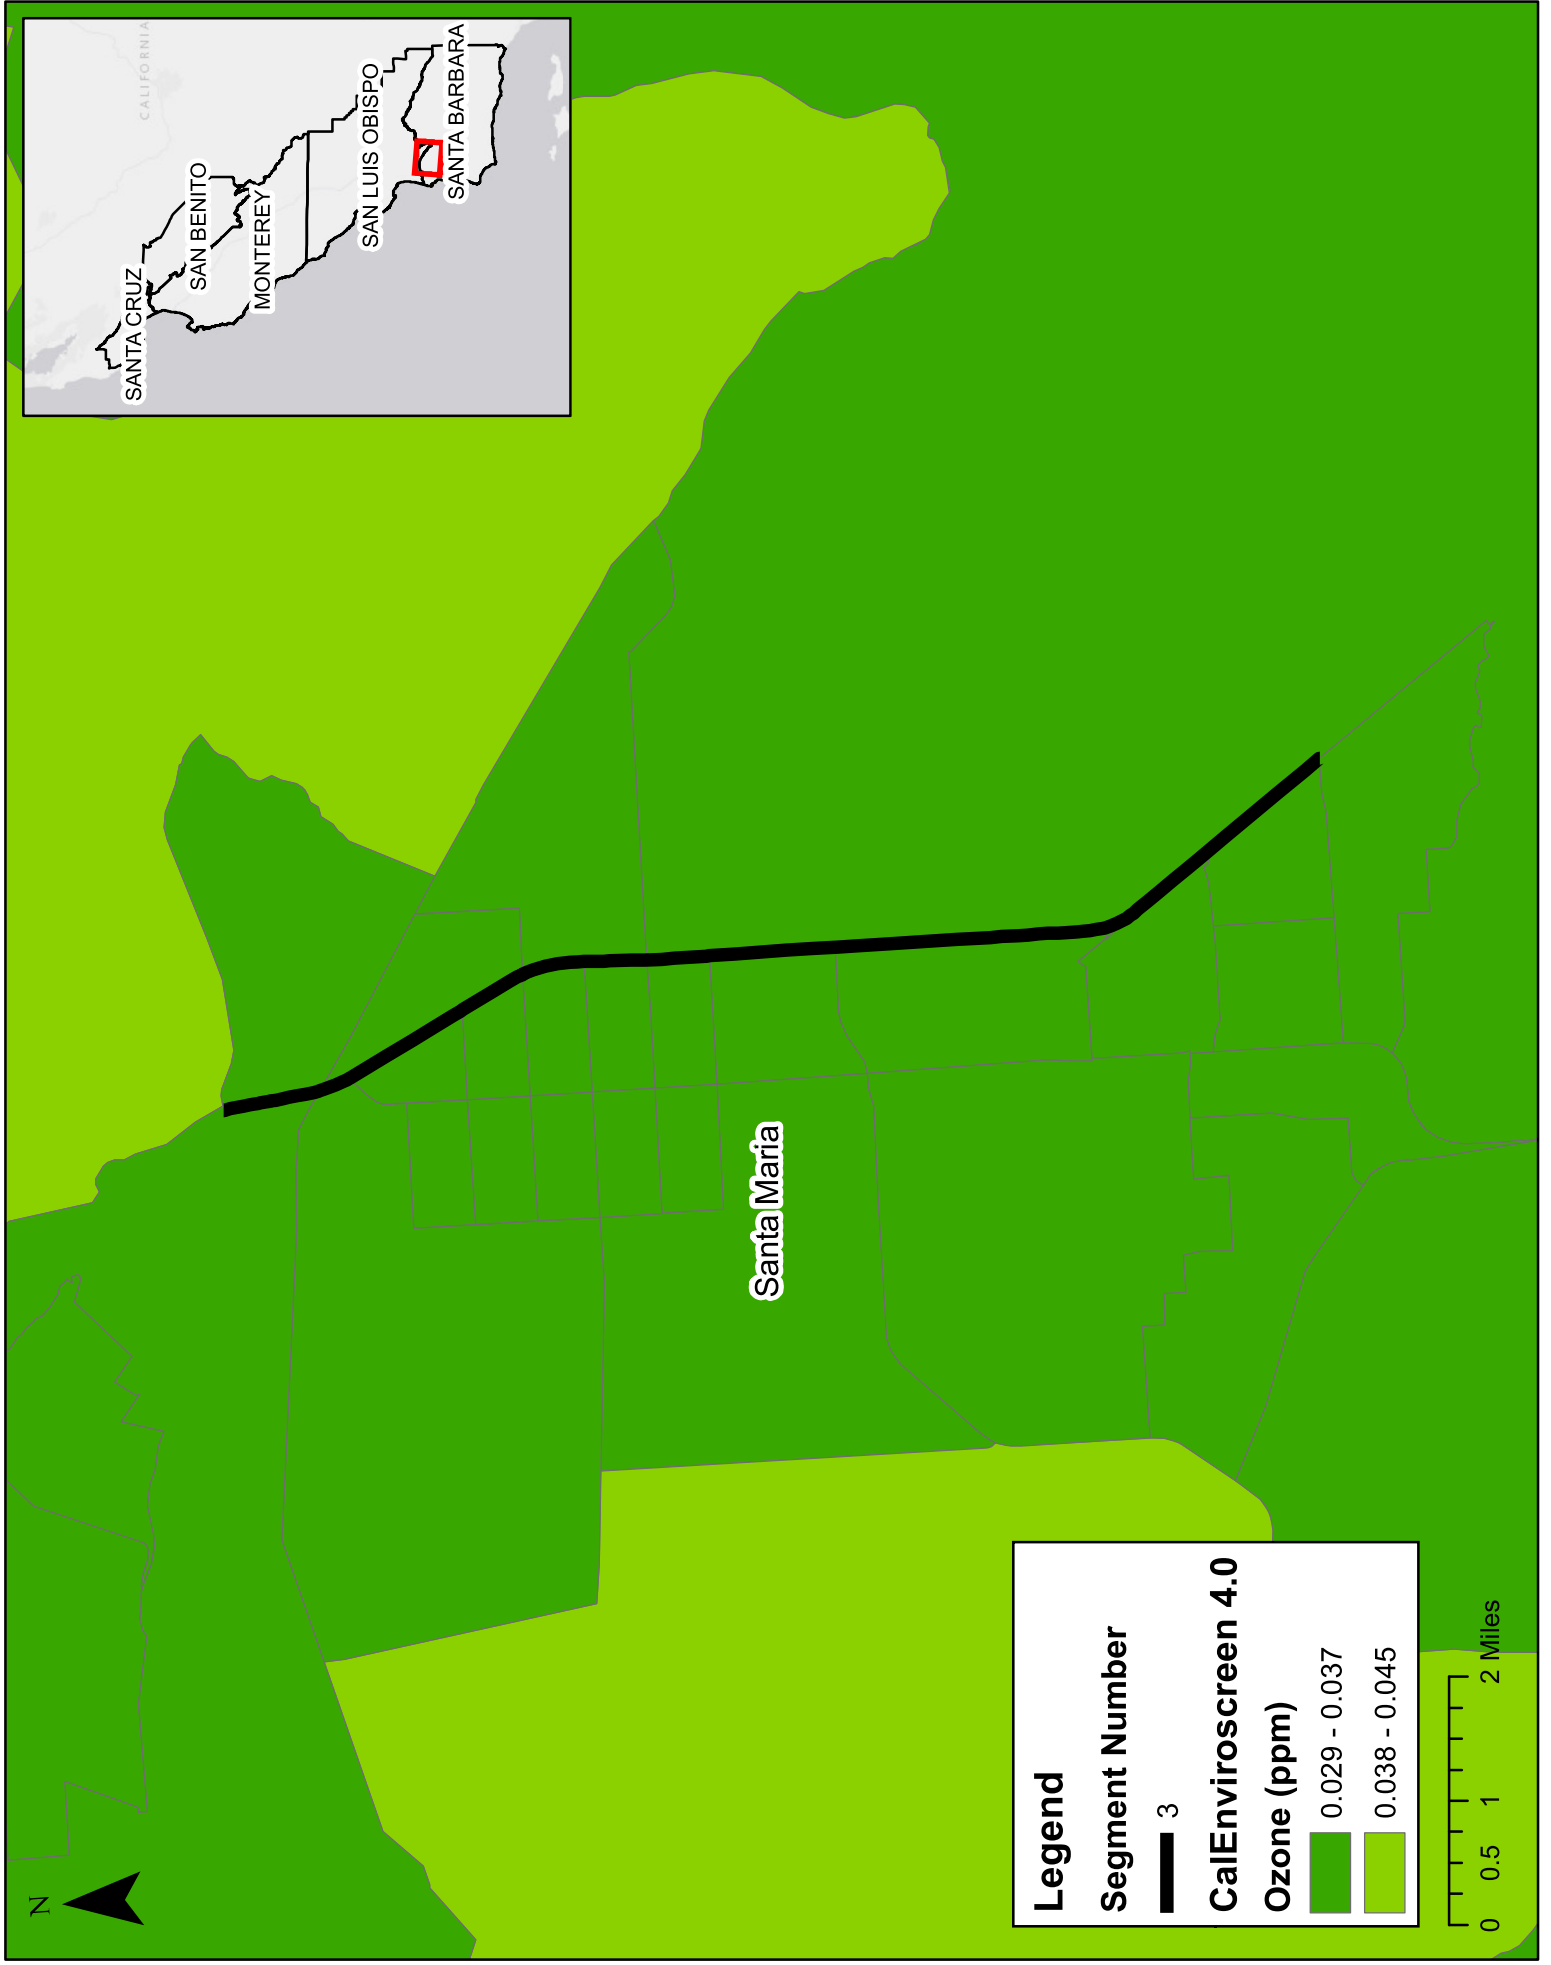 N
CALIFORNIA
SANTA CRUZ
SAN BENITO
MONTEREY
SAN LUIS OBISPO
SANTA BARBARA
Santa Maria
Legend
Segment Number
3
CalEnviroscreen 4.0
Ozone (ppm)
0.029 - 0.037
0.038 - 0.045
0 0.5 1 2 Miles